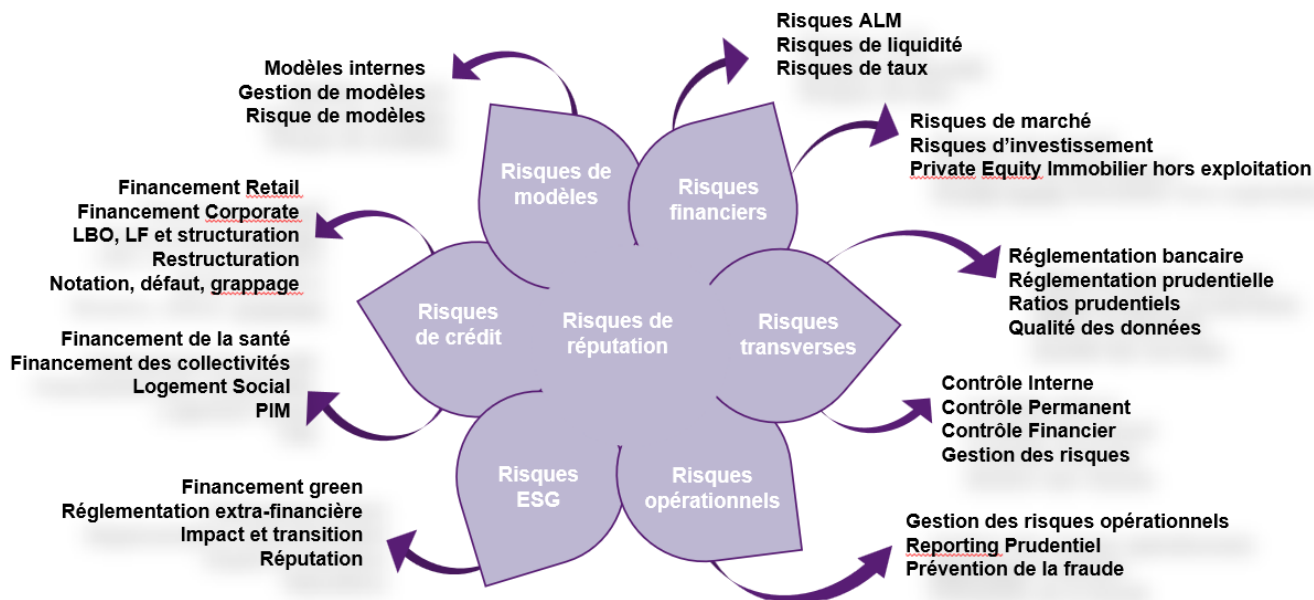 Risques ALM
Risques de liquidité
Risques de taux
Modèles internes
Gestion de modèles
Risque de modèles
Risques de marché
Risques d'investissement
Private Equity Immobilier hors exploitation
Risques de
modèles
Risques
financiers
Financement Retail
Financement Corporate
LBO, LF et structuration
Restructuration
Notation, défaut, grappage
Réglementation bancaire
Réglementation prudentielle
Ratios prudentiels
Qualité des données
Risques
de crédit
Risques de
réputation
Risques
transverses
Financement de la santé
Financement des collectivités
Logement Social
PIM
Contrôle Interne
Contrôle Permanent
Contrôle Financier
Gestion des risques
Risques
ESG
Risques
opérationnels
Financement green
Réglementation extra-financière
Impact et transition
Réputation
Gestion des risques opérationnels
Reporting Prudentiel
Prévention de la fraude